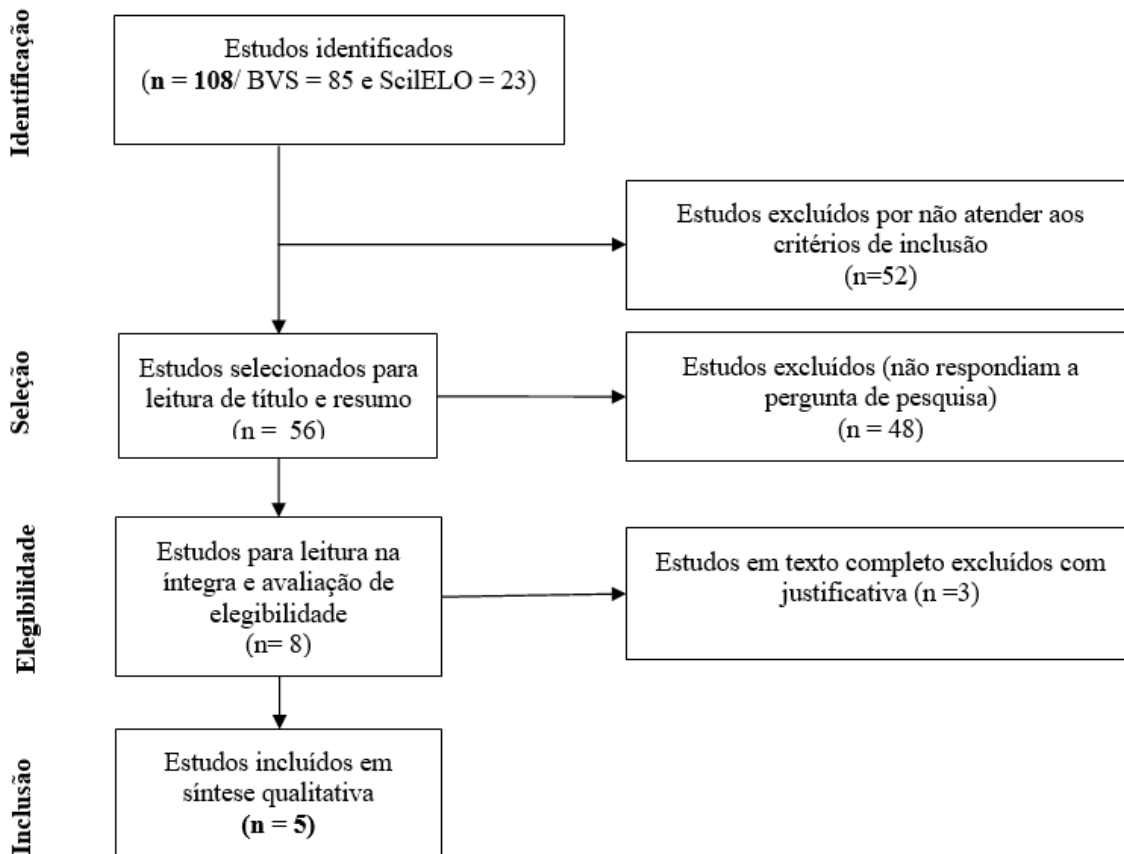 Identificação
Estudos identificados
(n = 108/ BVS = 85 e ScilELO = 23)
Estudos excluídos por não atender aos
critérios de inclusão
(n=52)
Seleção
Estudos selecionados para
leitura de título e resumo
(n = 56)
Estudos excluídos (não respondiam a
pergunta de pesquisa)
(n = 48)
Elegibilidade
Estudos para leitura na
íntegra e avaliação de
elegibilidade
(n= 8)
Estudos em texto completo excluídos com
justificativa (n =3)
Inclusão
Estudos incluídos em
síntese qualitativa
(n = 5)